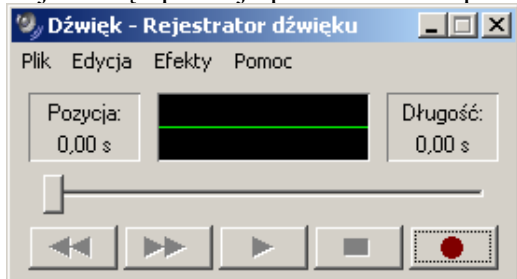 Dźwięk - Rejestrator dźwięku
Plik Edycja Efekty Pomoc
Pozycja:
0,00 s
Długość:
0,00 s